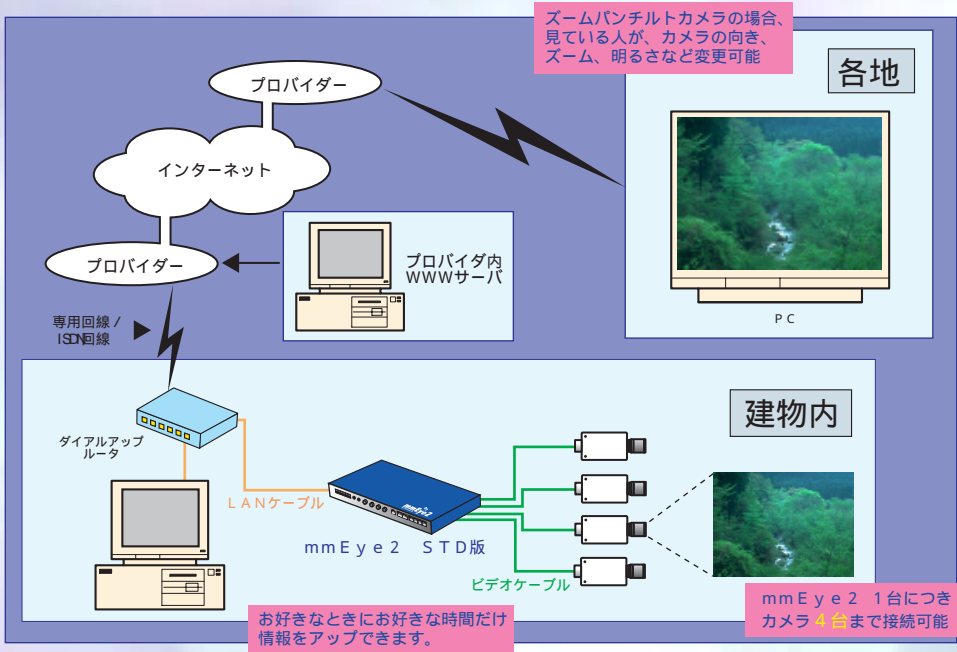 ズームパンチルトカメラの場合、
見ている人が、カメラの向き、
ズーム、明るさなど変更可能
各地
プロバイダー
インターネット
プロバイダー
プロバイダ内
WWWサーバ
PC
専用回線/
ISDN回線
建物内
ダイアルアップ
ルータ
LANケーブル
mmEye2
mmEye2 STD版
ビデオケーブル
お好きなときにお好きな時間だけ
情報をアップできます。
mmEye2 1台につき
カメラ4台まで接続可能